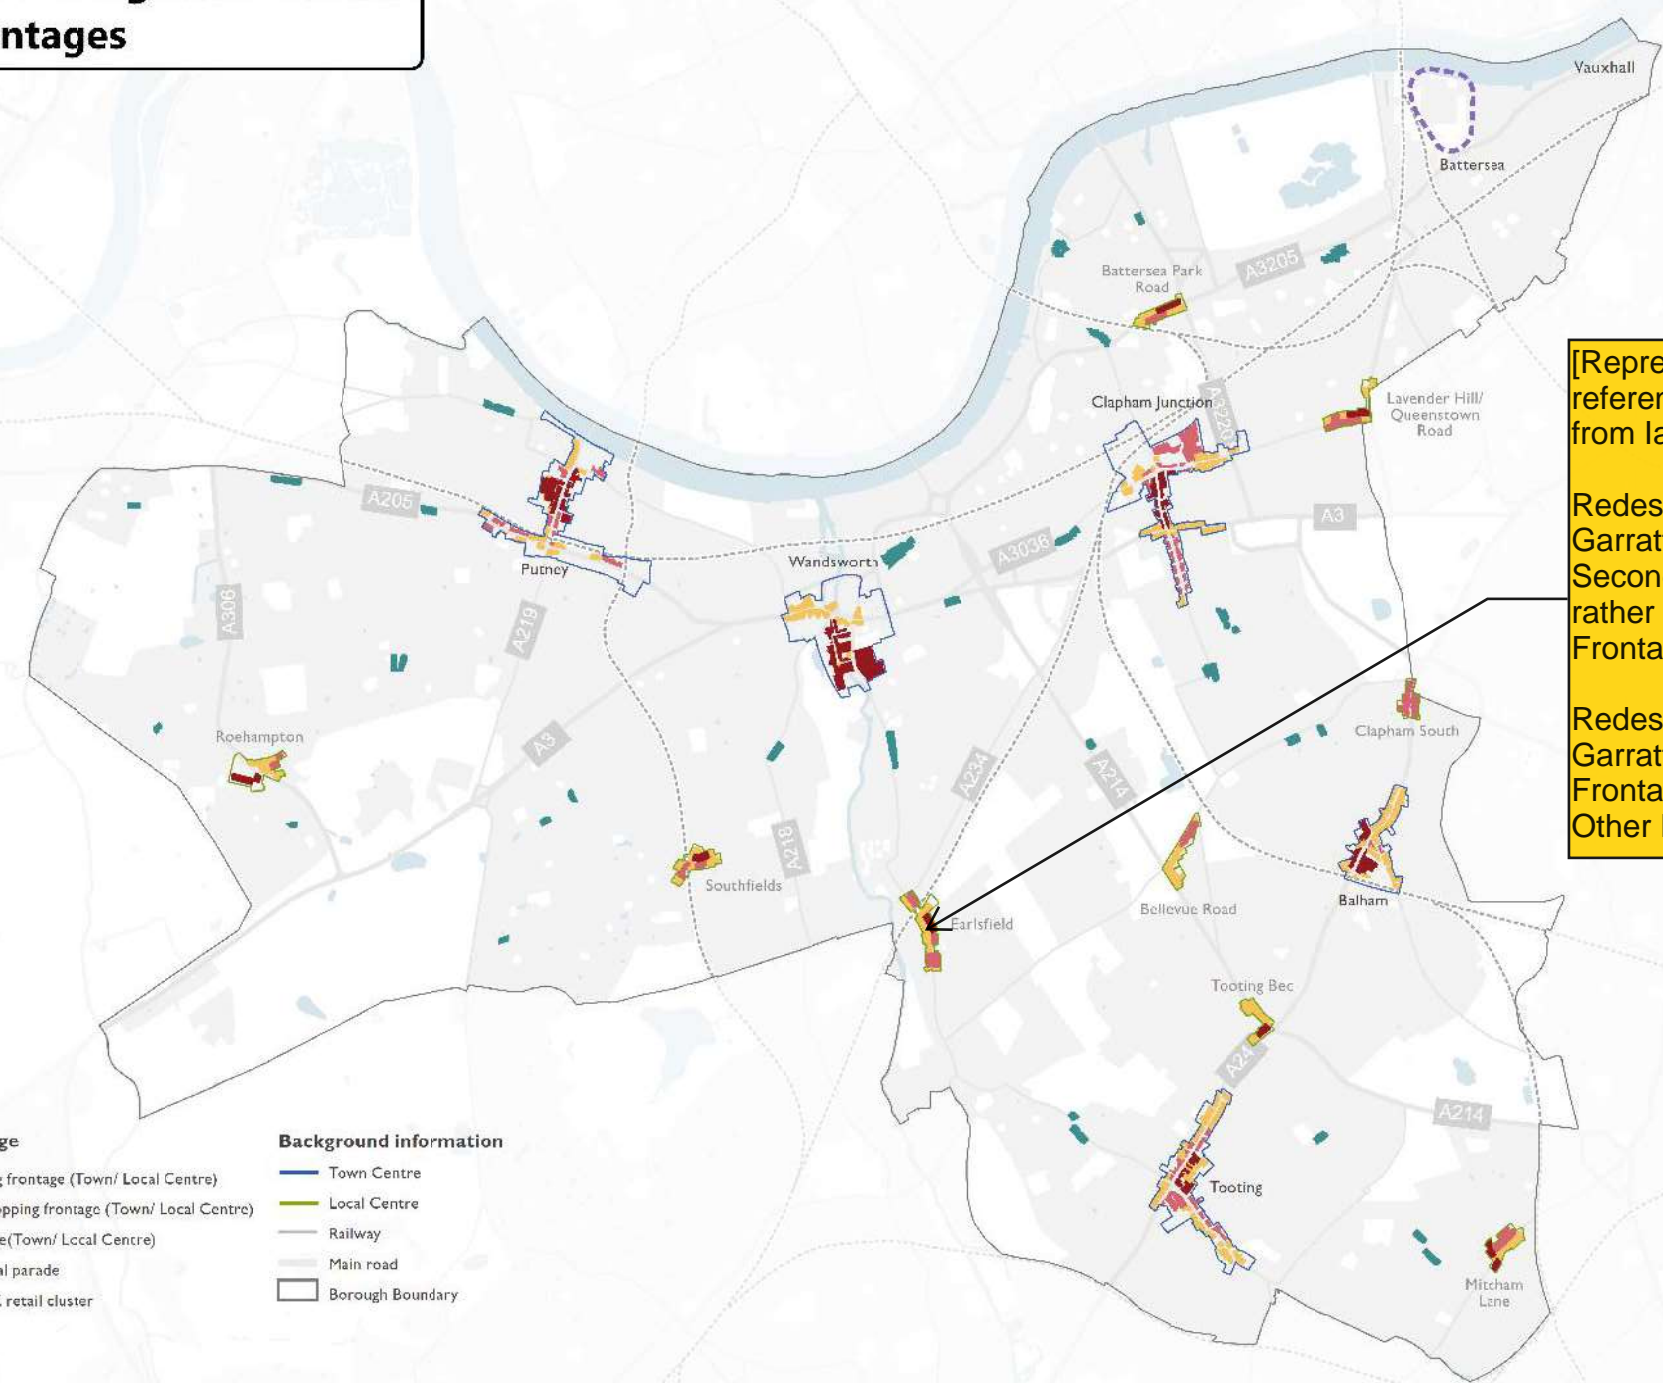 ntages
Vauxhall
Battersea
Battersea Park
Road
A3205
Clapham Junction
A3220
Lavender Hill/
Queenstown
Road
[Repre
referen
from Ia
Redes
Garrat
Secon
rather
Fronta
Redes
Garrat
Fronta
Other
A205
Putney
Wandsworth
A3036
A3
A306
A219
Roehampton
A3
A234
A214
Clapham South
Southfields
A218
Earlsfield
Bellevue Road
Balham
Tooting Bec
A24
A214
Tooting
Mitcham
Lane
ge
g frontage (Town/ Local Centre)
pping frontage (Town/ Local Centre)
e(Town/ Local Centre)
al parade
retail cluster
Background information
Town Centre
Local Centre
Railway
Main road
Borough Boundary